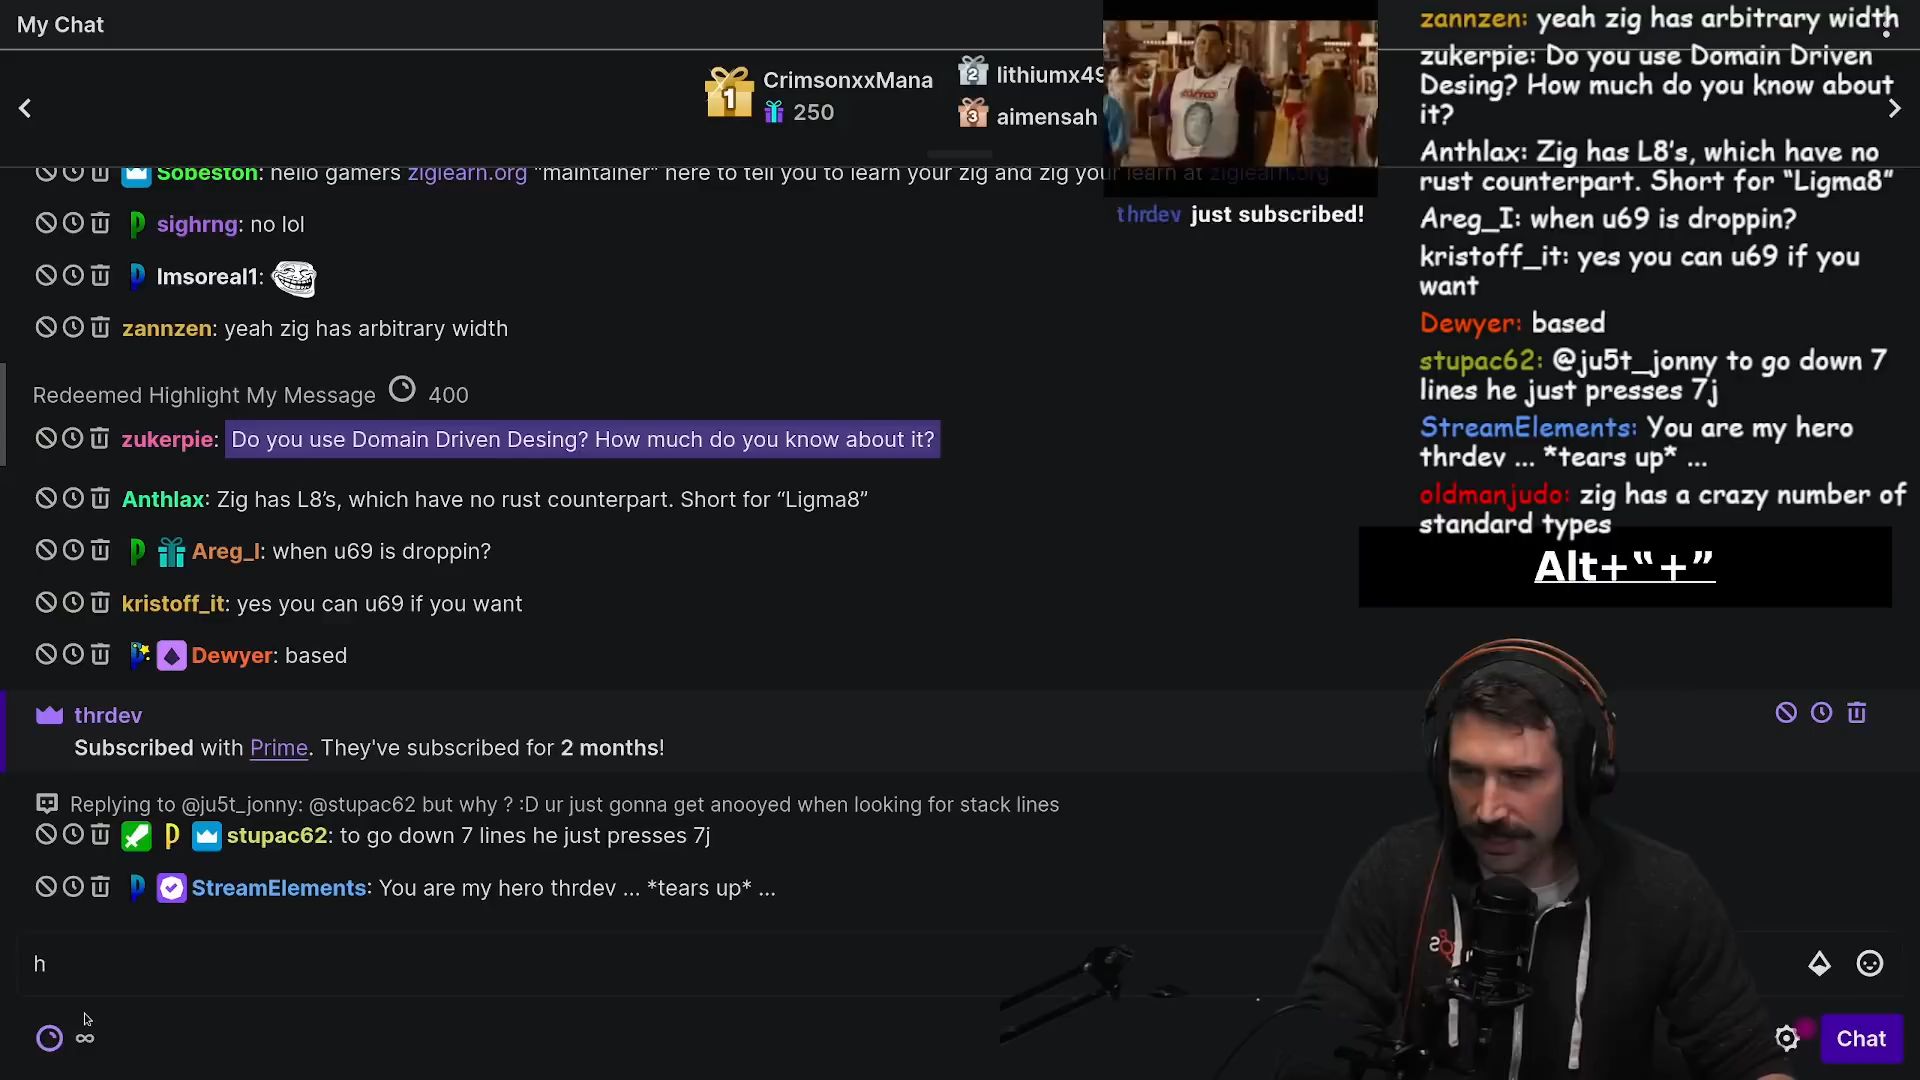 My Chat
1 CrimsonxxMana
250
2 lithiumx49
3 aimensah
Sobeston: hello gamers ziglearn.org "maintainer" here to tell you to learn your zig and zig your learn at ziglearn.org
sighrng: no lol
Imsoreal1:
zannzen: yeah zig has arbitrary width
Redeemed Highlight My Message 400
zukerpie: Do you use Domain Driven Desing? How much do you know about it?
Anthlax: Zig has L8’s, which have no rust counterpart. Short for “Ligma8”
Areg_I: when u69 is droppin?
kristoff_it: yes you can u69 if you want
Dewyer: based
thrdev
Subscribed with Prime. They've subscribed for 2 months!
Replying to @ju5t_jonny: @stupac62 but why ? :D ur just gonna get anooyed when looking for stack lines
stupac62: to go down 7 lines he just presses 7j
StreamElements: You are my hero thrdev ... *tears up* ...
h
∞
Chat
thrdev just subscribed!
zannzen: yeah zig has arbitrary width
zukerpie: Do you use Domain Driven
Desing? How much do you know about
it?
Anthlax: Zig has L8’s, which have no
rust counterpart. Short for “Ligma8”
Areg_I: when u69 is droppin?
kristoff_it: yes you can u69 if you
want
Dewyer: based
stupac62: @ju5t_jonny to go down 7
lines he just presses 7j
StreamElements: You are my hero
thrdev ... *tears up* ...
oldmanjudo: zig has a crazy number of
standard types
Alt+“+”